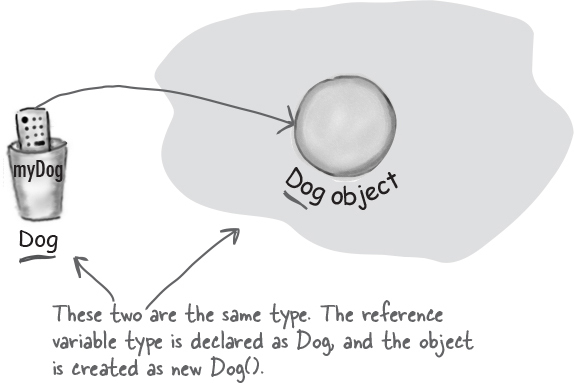 myDog
Dog
Dog object
These two are the same type. The reference
variable type is declared as Dog, and the object
is created as new Dog().